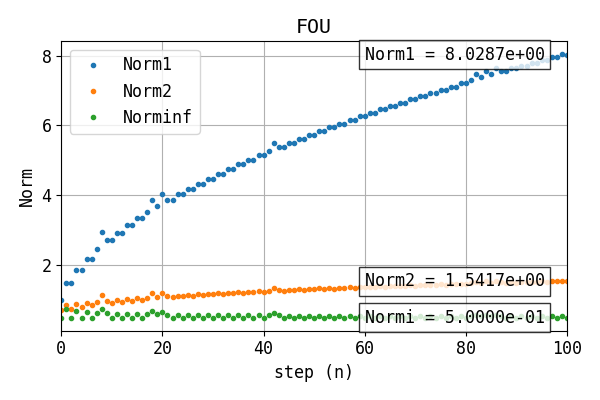 FOU
Norm1 = 8.0287e+00
Norm1
Norm2
Norminf
Norm2 = 1.5417e+00
Normi = 5.0000e-01
Norm
8
6
4
2
0 20 40 60 80 100
step (n)